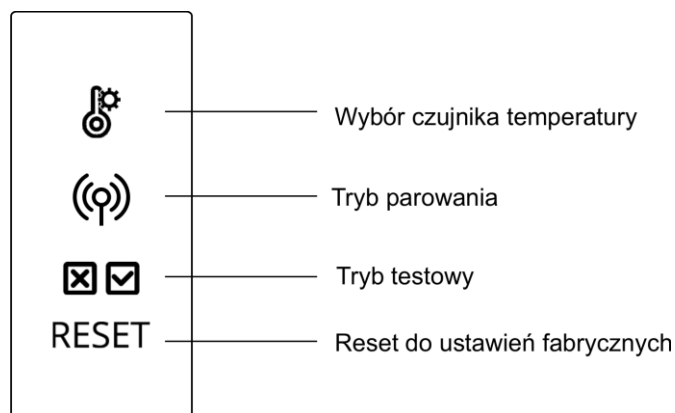 Wybór czujnika temperatury
Tryb parowania
Tryb testowy
RESET
Reset do ustawień fabrycznych